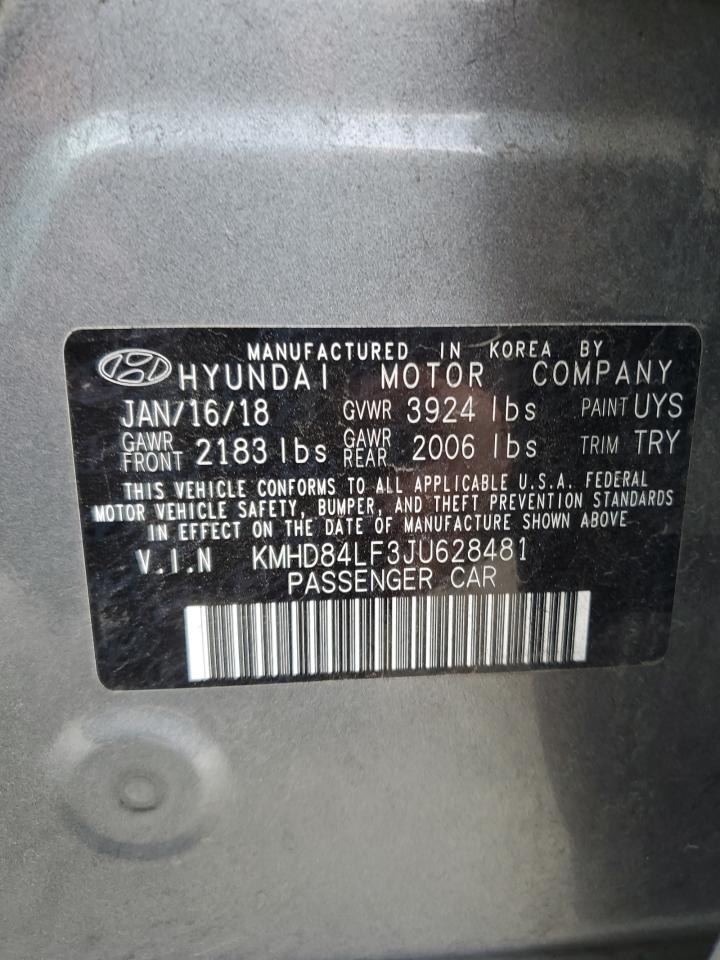 MANUFACTURED IN KOREA BY
HYUNDAI MOTOR COMPANY
JAN/16/18 GVWR 3924 lbs PAINT UYS
GAWR FRONT 2183 lbs GAWR REAR 2006 lbs TRIM TRY
THIS VEHICLE CONFORMS TO ALL APPLICABLE U.S.A. FEDERAL
MOTOR VEHICLE SAFETY, BUMPER, AND THEFT PREVENTION STANDARDS
IN EFFECT ON THE DATE OF MANUFACTURE SHOWN ABOVE
V.I.N KMHD84LF3JU628481
PASSENGER CAR